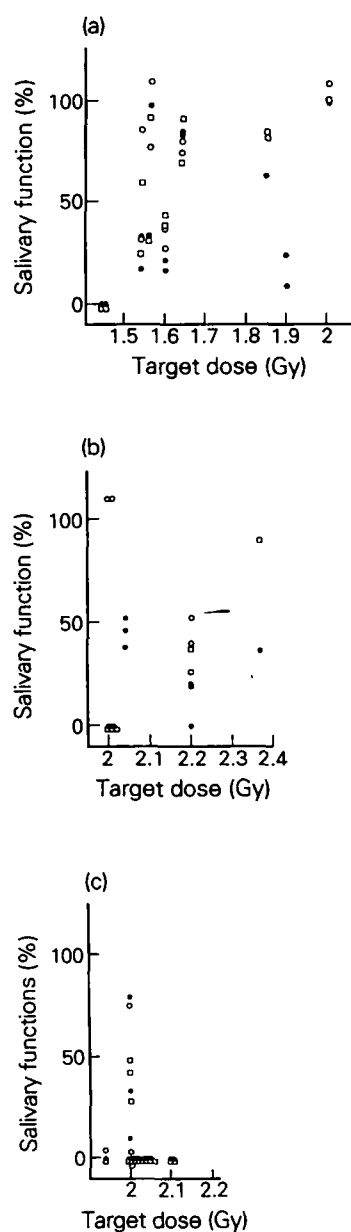 (a)
Salivary function (%)
100
50
0
1.5 1.6 1.7 1.8 1.9 2
Target dose (Gy)
(b)
Salivary function (%)
100
50
0
2 2.1 2.2 2.3 2.4
Target dose (Gy)
(c)
Salivary functions (%)
100
50
0
2 2.1 2.2
Target dose (Gy)